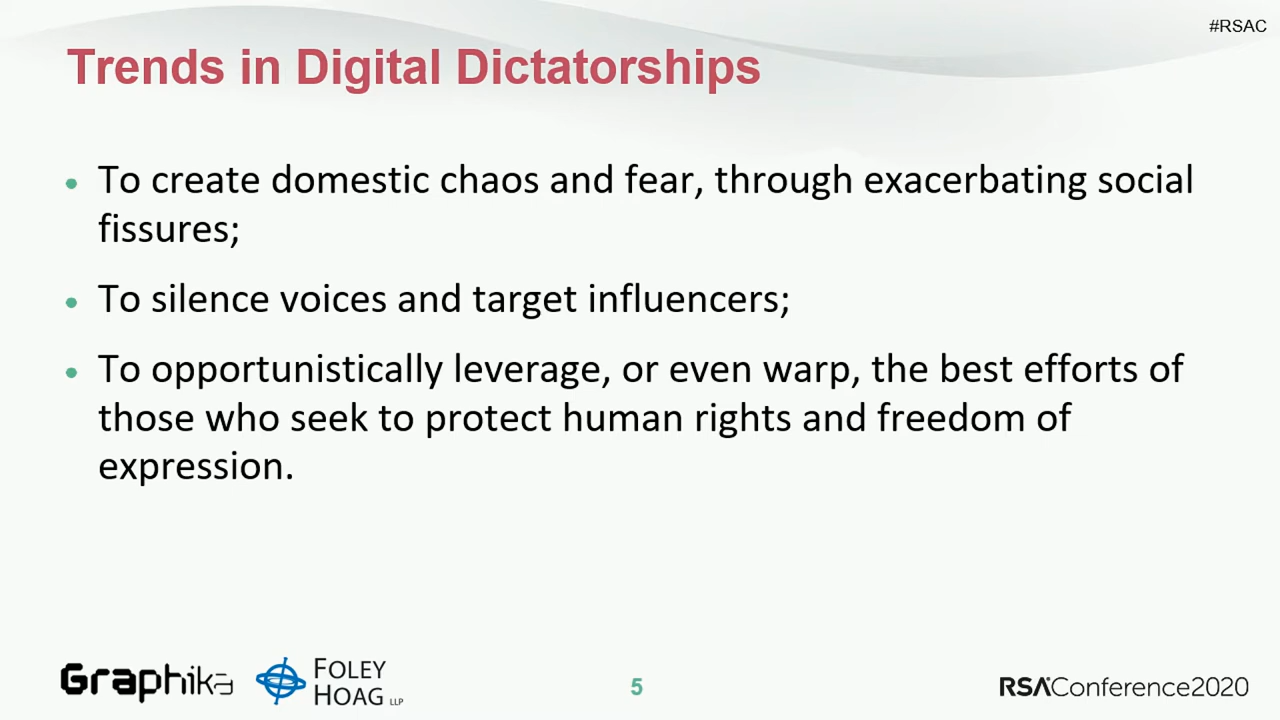 #RSAC
Trends in Digital Dictatorships
• To create domestic chaos and fear, through exacerbating social
fissures;
• To silence voices and target influencers;
• To opportunistically leverage, or even warp, the best efforts of
those who seek to protect human rights and freedom of
expression.
Graphika
FOLEY
HOAG LLP
5
RSAConference2020